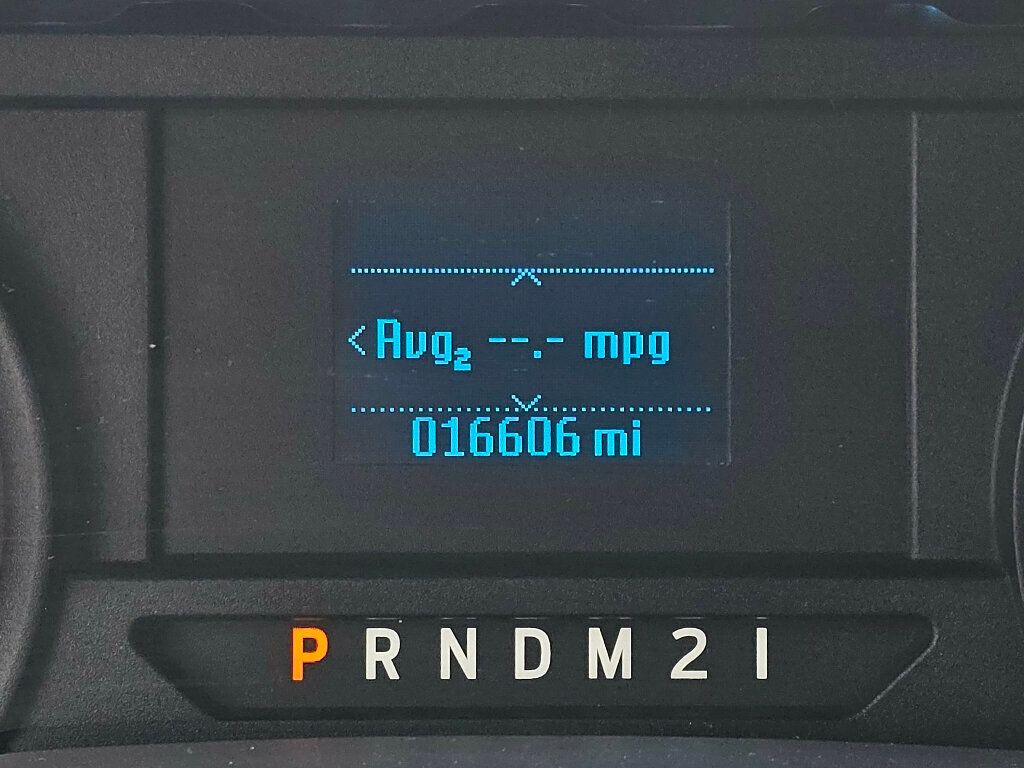 <Avg₂ --.- mpg
016606 mi
P R N D M 2 1